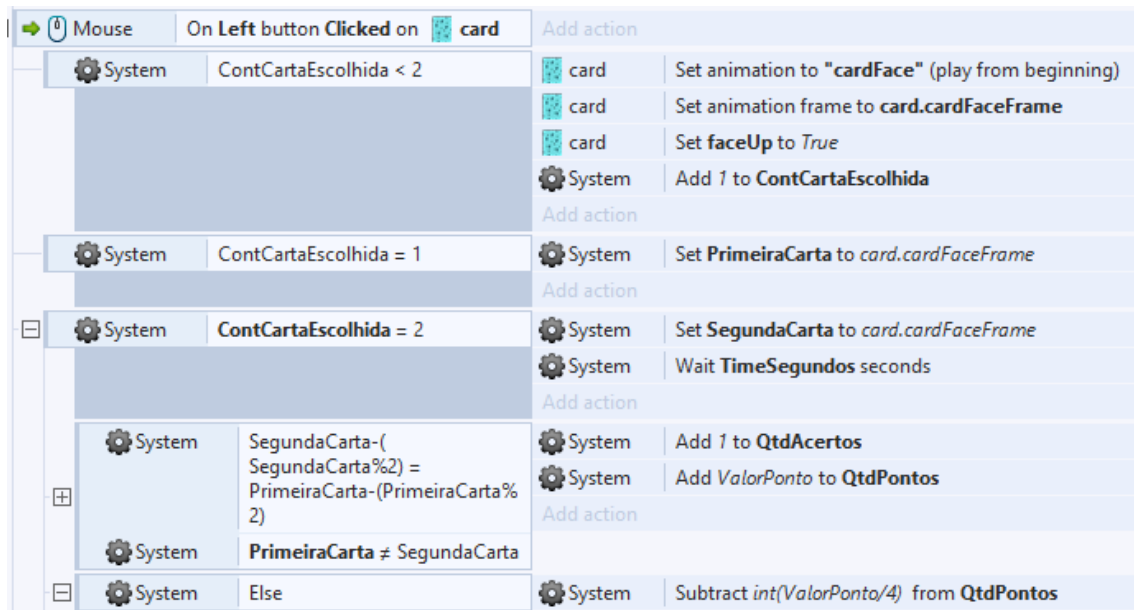 Mouse On Left button Clicked on card Add action
System ContCartaEscolhida < 2 card Set animation to "cardFace" (play from beginning)
card Set animation frame to card.cardFaceFrame
card Set faceUp to True
System Add 1 to ContCartaEscolhida
Add action
System ContCartaEscolhida = 1 System Set PrimeiraCarta to card.cardFaceFrame
Add action
System ContCartaEscolhida = 2 System Set SegundaCarta to card.cardFaceFrame
System Wait TimeSegundos seconds
Add action
System SegundaCarta-( System Add 1 to QtdAcertos
SegundaCarta%2) =
PrimeiraCarta-(PrimeiraCarta% System Add ValorPonto to QtdPontos
2) Add action
System PrimeiraCarta ≠ SegundaCarta
System Else System Subtract int(ValorPonto/4) from QtdPontos